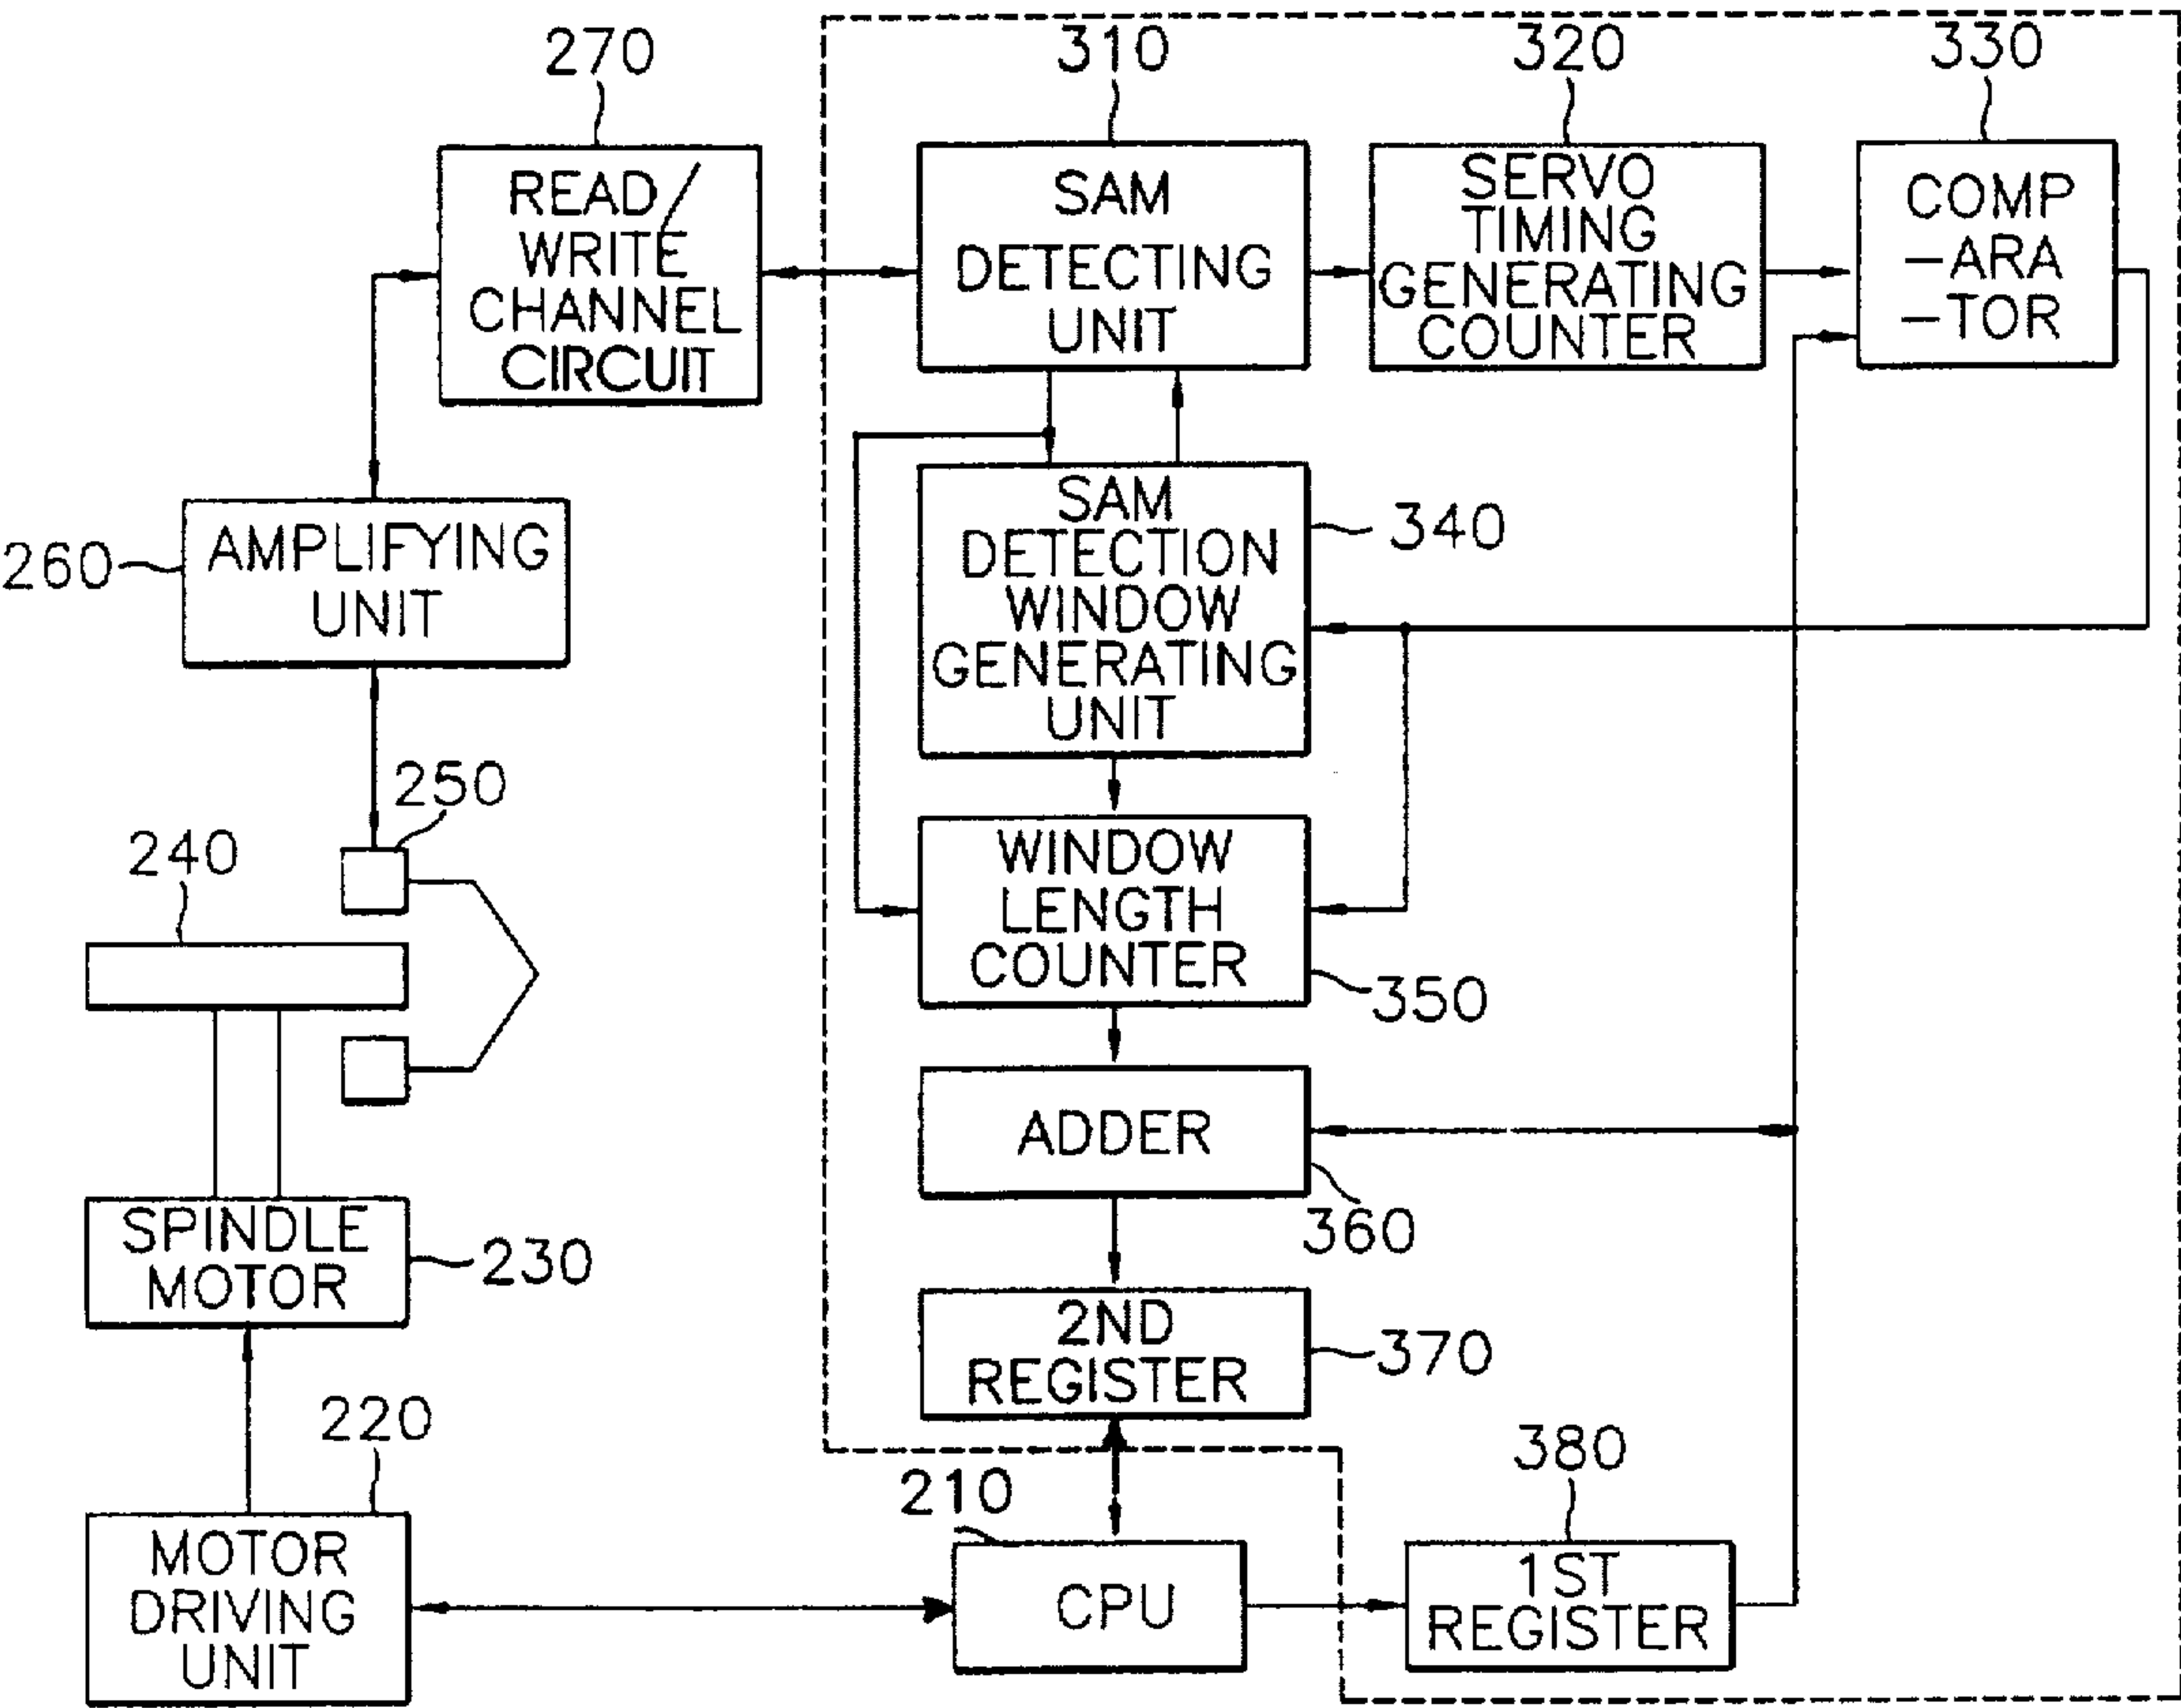 270
310
320
330
READ/
WRITE
CHANNEL
CIRCUIT
SAM
DETECTING
UNIT
SERVO
TIMING
GENERATING
COUNTER
COMP
-ARA
-TOR
260
AMPLIFYING
UNIT
SAM
DETECTION
WINDOW
GENERATING
UNIT
340
250
240
WINDOW
LENGTH
COUNTER
350
ADDER
360
SPINDLE
MOTOR
230
2ND
REGISTER
370
220
210
380
MOTOR
DRIVING
UNIT
CPU
1ST
REGISTER